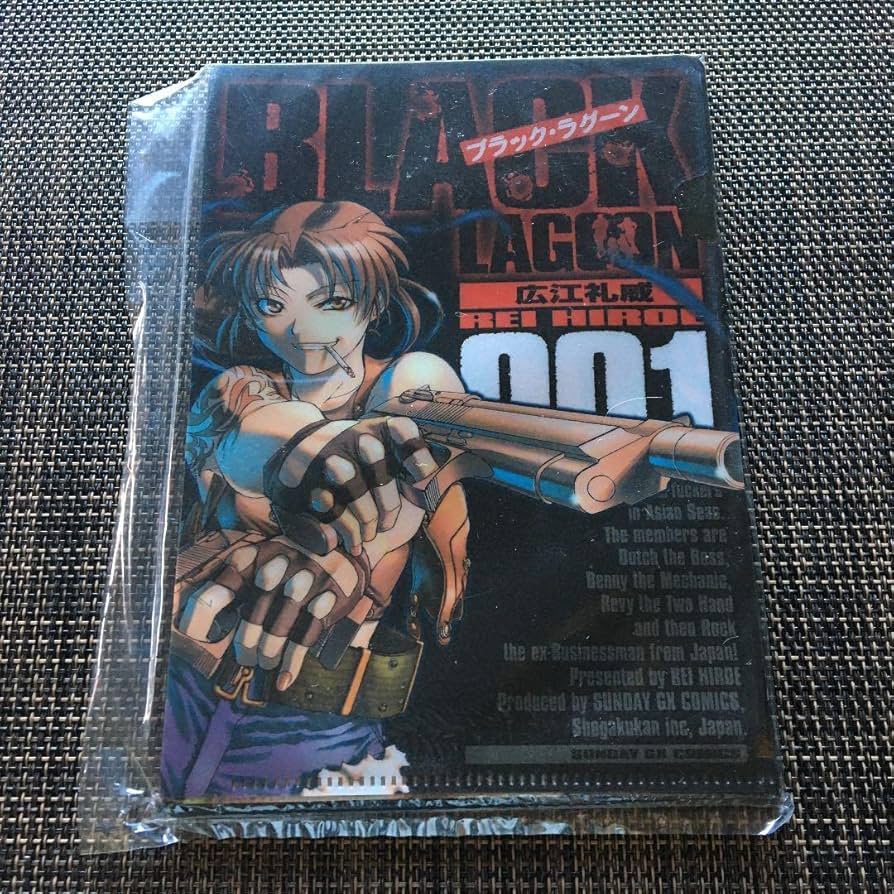 BLACK
ブラック・ラグーン
LAGOON
広江礼威
REI HIROE
001
in Asian Seas.
The members are
Dutch the Boss,
Benny the Mechanic,
Revy the Two Hand
and then Rock
the ex-Businessman from Japan!
Presented by REI HIROE
Produced by SUNDAY GX COMICS,
Shogakukan inc, Japan
SUNDAY GX COMICS